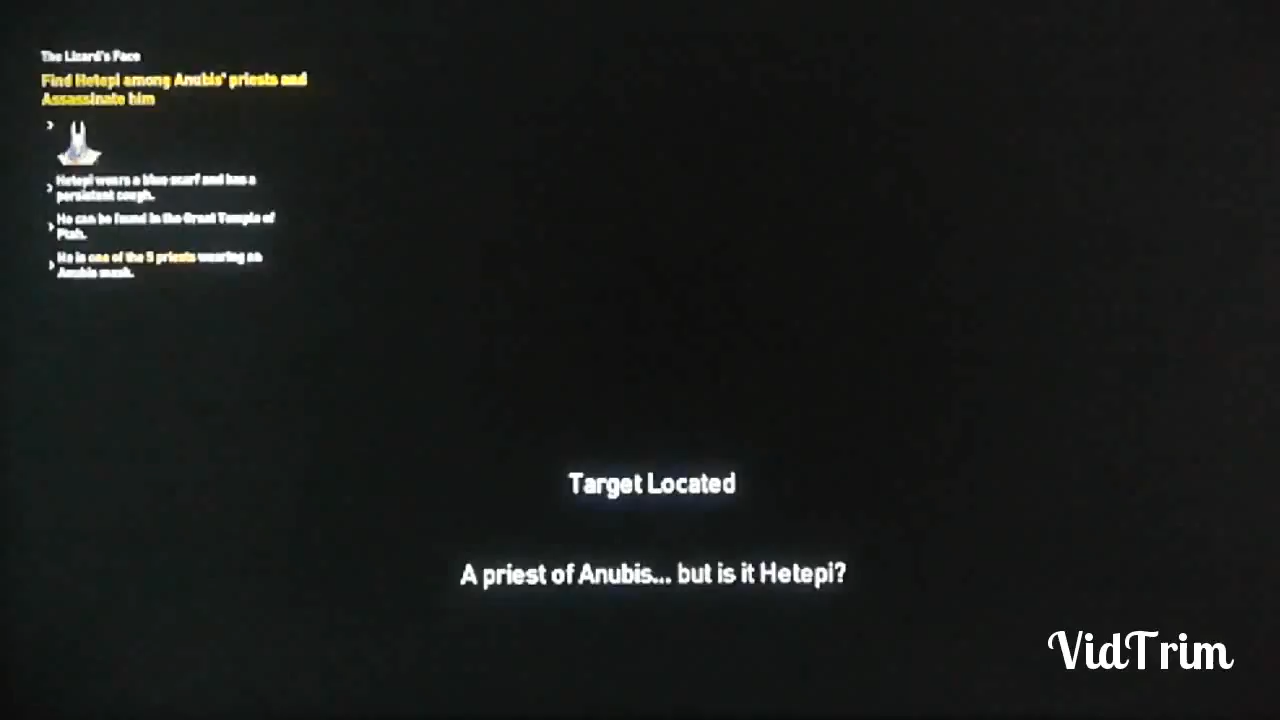 The Lizard's Face
Find Hetepi among Anubis' priests and
Assassinate him
Hetepi wears a blue scarf and has a
persistent cough.
He can be found in the Great Temple of
Ptah.
He is one of the 5 priests wearing an
Anubis mask.
Target Located
A priest of Anubis... but is it Hetepi?
VidTrim